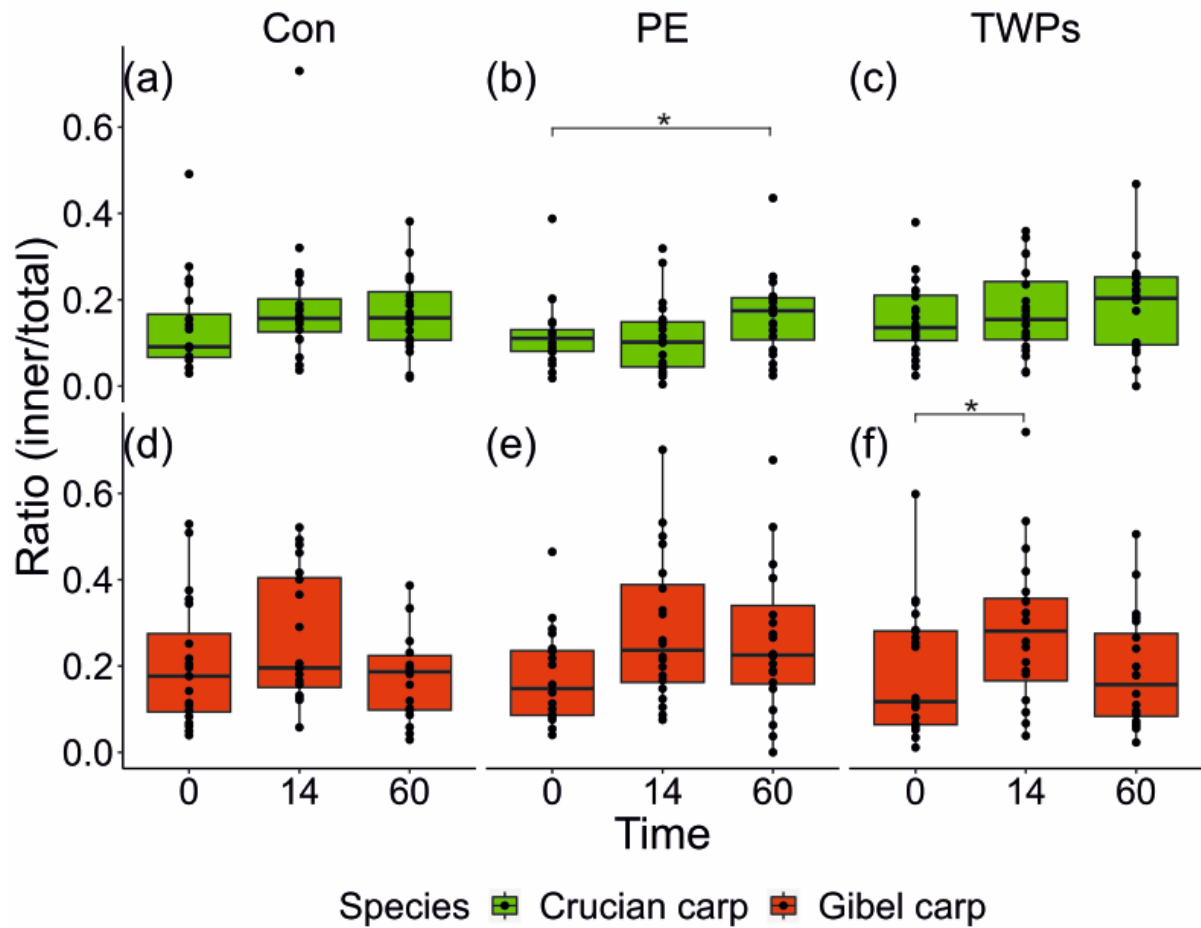 Con PE TWPs
(a) (b) (c)
*
0.6
0.4
0.2
0.0
*
(d) (e) (f)
0.6
0.4
0.2
0.0
Ratio (inner/total)
0 14 60 0 14 60 0 14 60
Time
Species Crucian carp Gibel carp